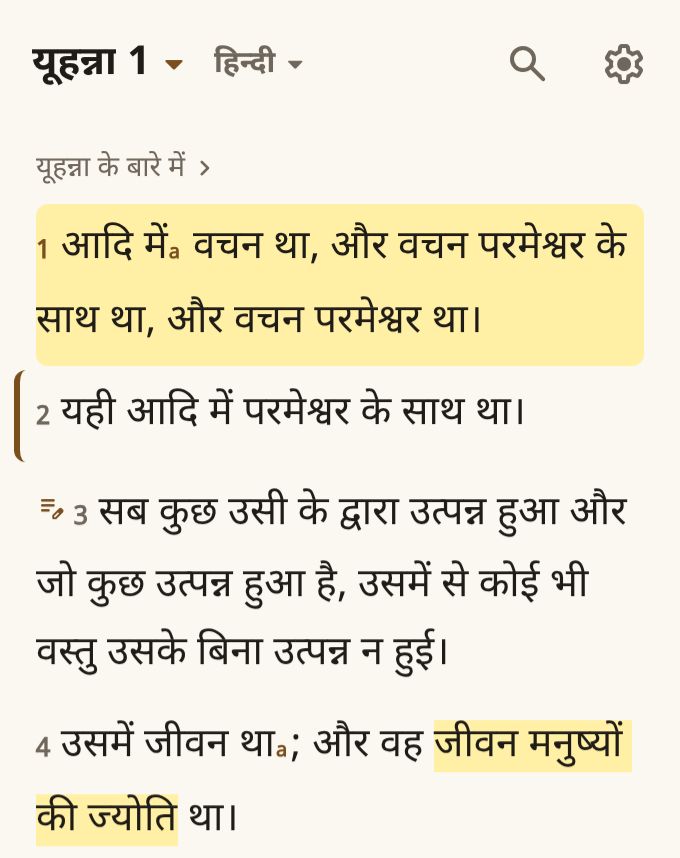 यूहन्ना 1 हिन्दी
यूहन्ना के बारे में
1 आदि मेंa वचन था, और वचन परमेश्वर के
साथ था, और वचन परमेश्वर था।
2 यही आदि में परमेश्वर के साथ था।
3 सब कुछ उसी के द्वारा उत्पन्न हुआ और
जो कुछ उत्पन्न हुआ है, उसमें से कोई भी
वस्तु उसके बिना उत्पन्न न हुई।
4 उसमें जीवन थाa; और वह जीवन मनुष्यों
की ज्योति था।